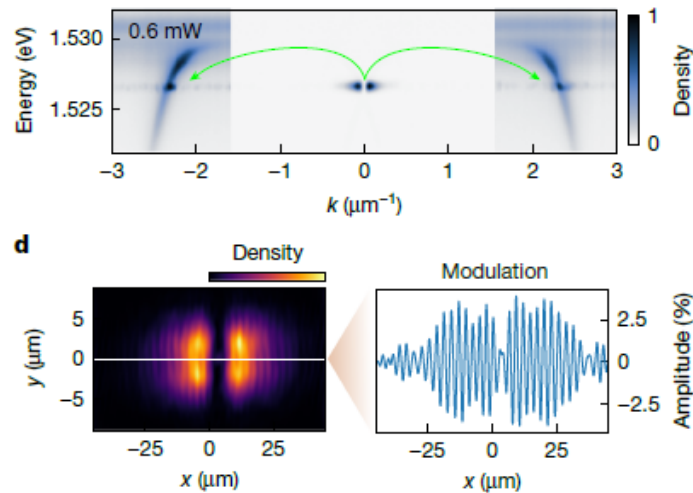 0.6 mW
Energy (eV)
1.530
1.525
−3
−2
−1
0
1
2
3
k (μm⁻¹)
1
0
Density
d
Density
y (μm)
5
0
−5
−25
0
25
x (μm)
Modulation
2.5
0
−2.5
Amplitude (%)
−25
0
25
x (μm)